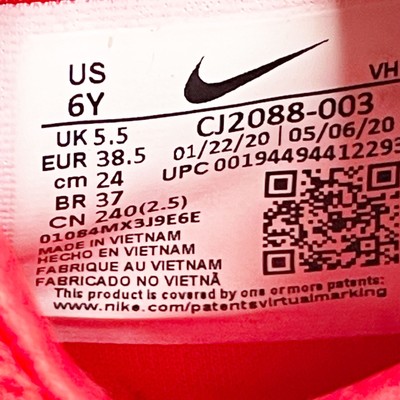 US
6Y
VH
UK 5.5
EUR 38.5
cm 24
BR 37
CN 240(2.5)
CJ2088-003
01/22/20 | 05/06/20
UPC 00194494412293
01084MX3J9E6E
MADE IN VIETNAM
HECHO EN VIETNAM
FABRIQUE AU VIETNAM
FABRICADO NO VIETNÃ
This product is covered by one or more patents:
www.nike.com/patentsvirtualmarking